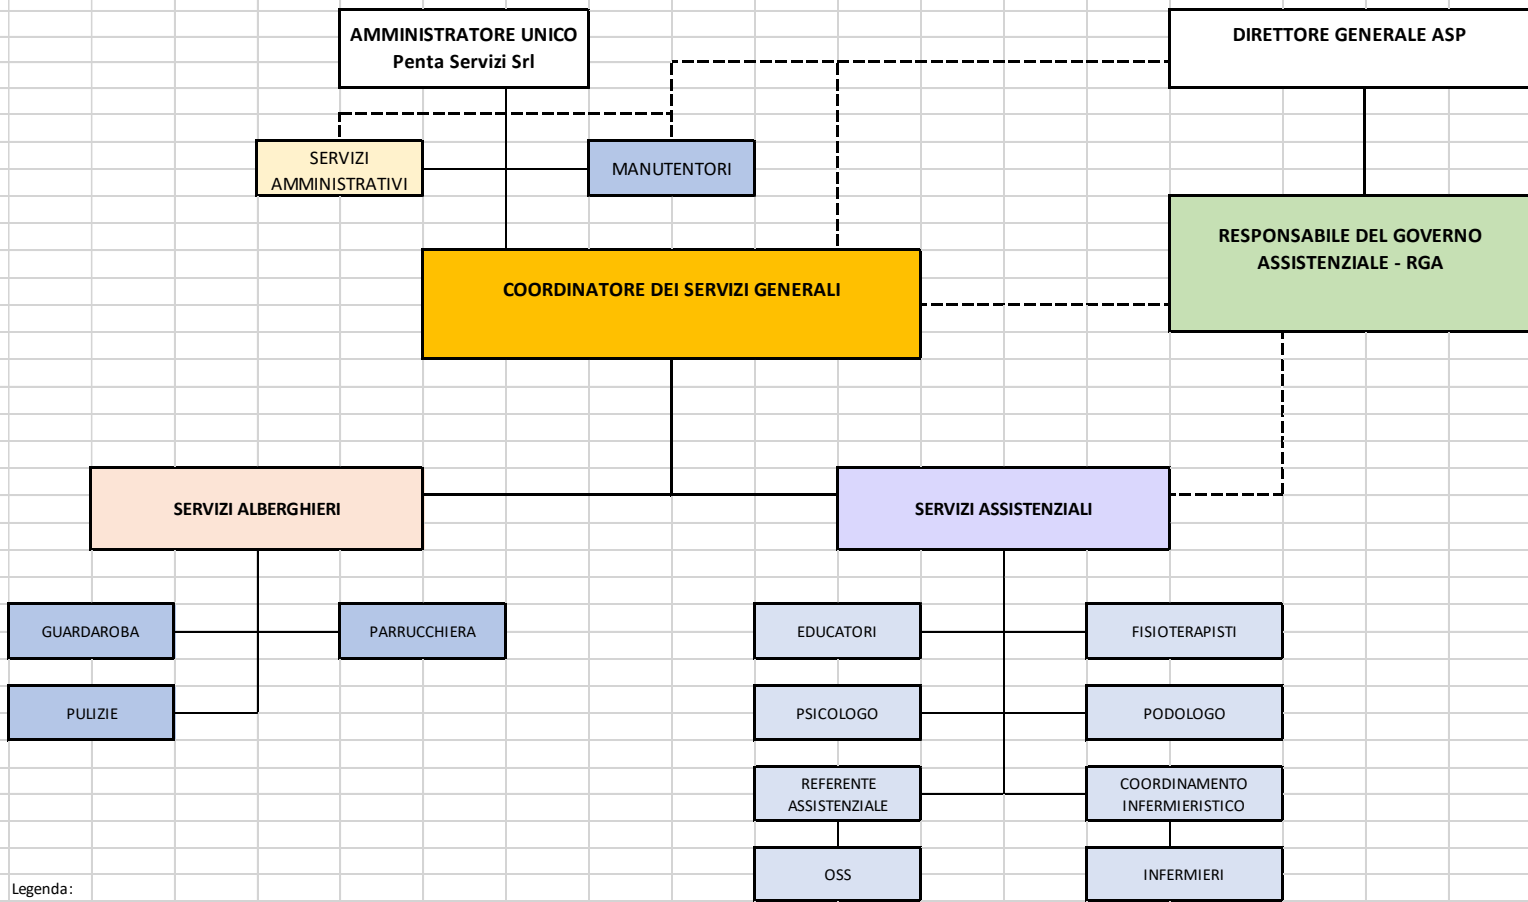 AMMINISTRATORE UNICO
Penta Servizi Srl
DIRETTORE GENERALE ASP
SERVIZI
AMMINISTRATIVI
MANUTENTORI
RESPONSABILE DEL GOVERNO
ASSISTENZIALE - RGA
COORDINATORE DEI SERVIZI GENERALI
SERVIZI ALBERGHIERI
SERVIZI ASSISTENZIALI
GUARDAROBA
PARRUCCHIERA
EDUCATORI
FISIOTERAPISTI
PULIZIE
PSICOLOGO
PODOLOGO
REFERENTE
ASSISTENZIALE
COORDINAMENTO
INFERMIERISTICO
OSS
INFERMIERI
Legenda: